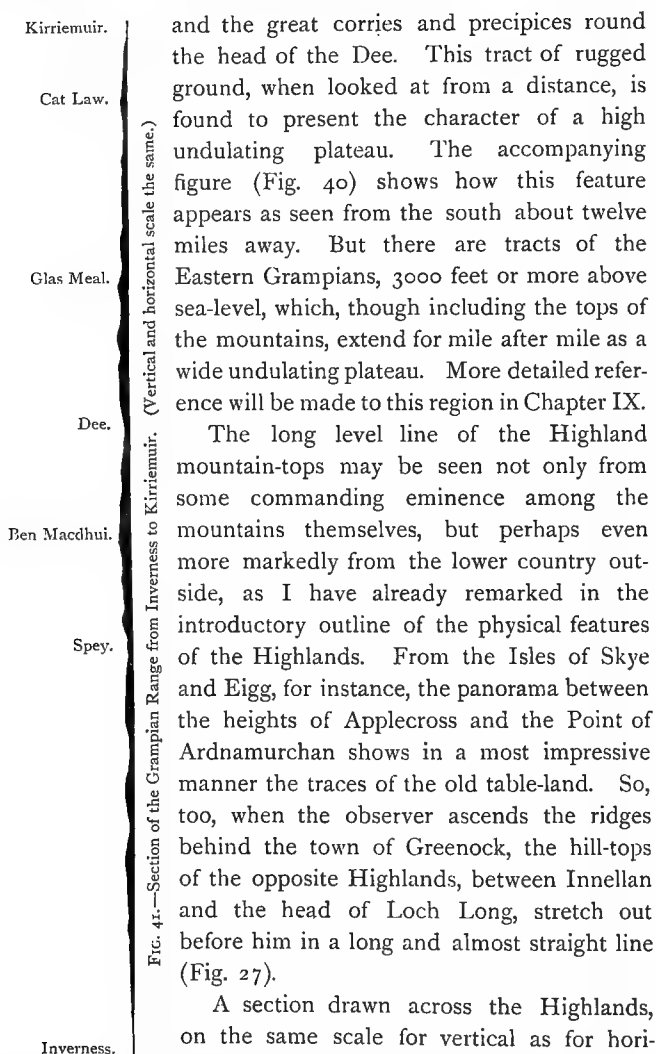 Kirriemuir.
Cat Law.
Glas Meal.
Dee.
Ben Macdhui.
Spey.
Inverness.
FIG. 41.—Section of the Grampian Range from Inverness to Kirriemuir. (Vertical and horizontal scale the same.)
and the great corries and precipices round
the head of the Dee. This tract of rugged
ground, when looked at from a distance, is
found to present the character of a high
undulating plateau. The accompanying
figure (Fig. 40) shows how this feature
appears as seen from the south about twelve
miles away. But there are tracts of the
Eastern Grampians, 3000 feet or more above
sea-level, which, though including the tops of
the mountains, extend for mile after mile as a
wide undulating plateau. More detailed refer-
ence will be made to this region in Chapter IX.
The long level line of the Highland
mountain-tops may be seen not only from
some commanding eminence among the
mountains themselves, but perhaps even
more markedly from the lower country out-
side, as I have already remarked in the
introductory outline of the physical features
of the Highlands. From the Isles of Skye
and Eigg, for instance, the panorama between
the heights of Applecross and the Point of
Ardnamurchan shows in a most impressive
manner the traces of the old table-land. So,
too, when the observer ascends the ridges
behind the town of Greenock, the hill-tops
of the opposite Highlands, between Innellan
and the head of Loch Long, stretch out
before him in a long and almost straight line
(Fig. 27).
A section drawn across the Highlands,
on the same scale for vertical as for hori-